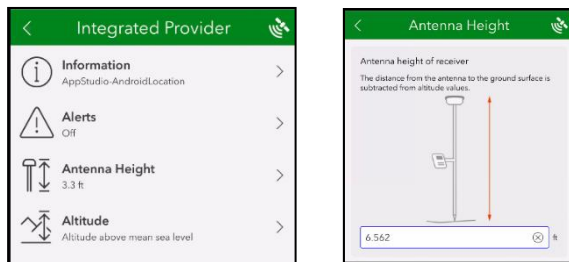 Integrated Provider
Information
AppStudio-AndroidLocation
Alerts
Off
Antenna Height
3.3 ft
Altitude
Altitude above mean sea level
Antenna Height
Antenna height of receiver
The distance from the antenna to the ground surface is
subtracted from altitude values.
6.562
ft